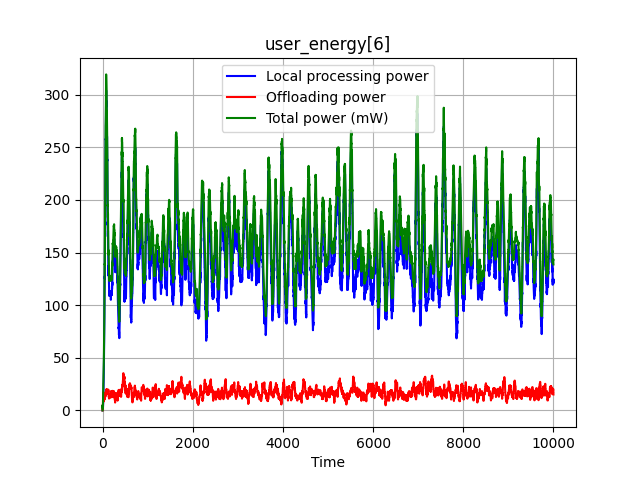 user_energy[6]
Local processing power
Offloading power
Total power (mW)
300
250
200
150
100
50
0
0 2000 4000 6000 8000 10000
Time